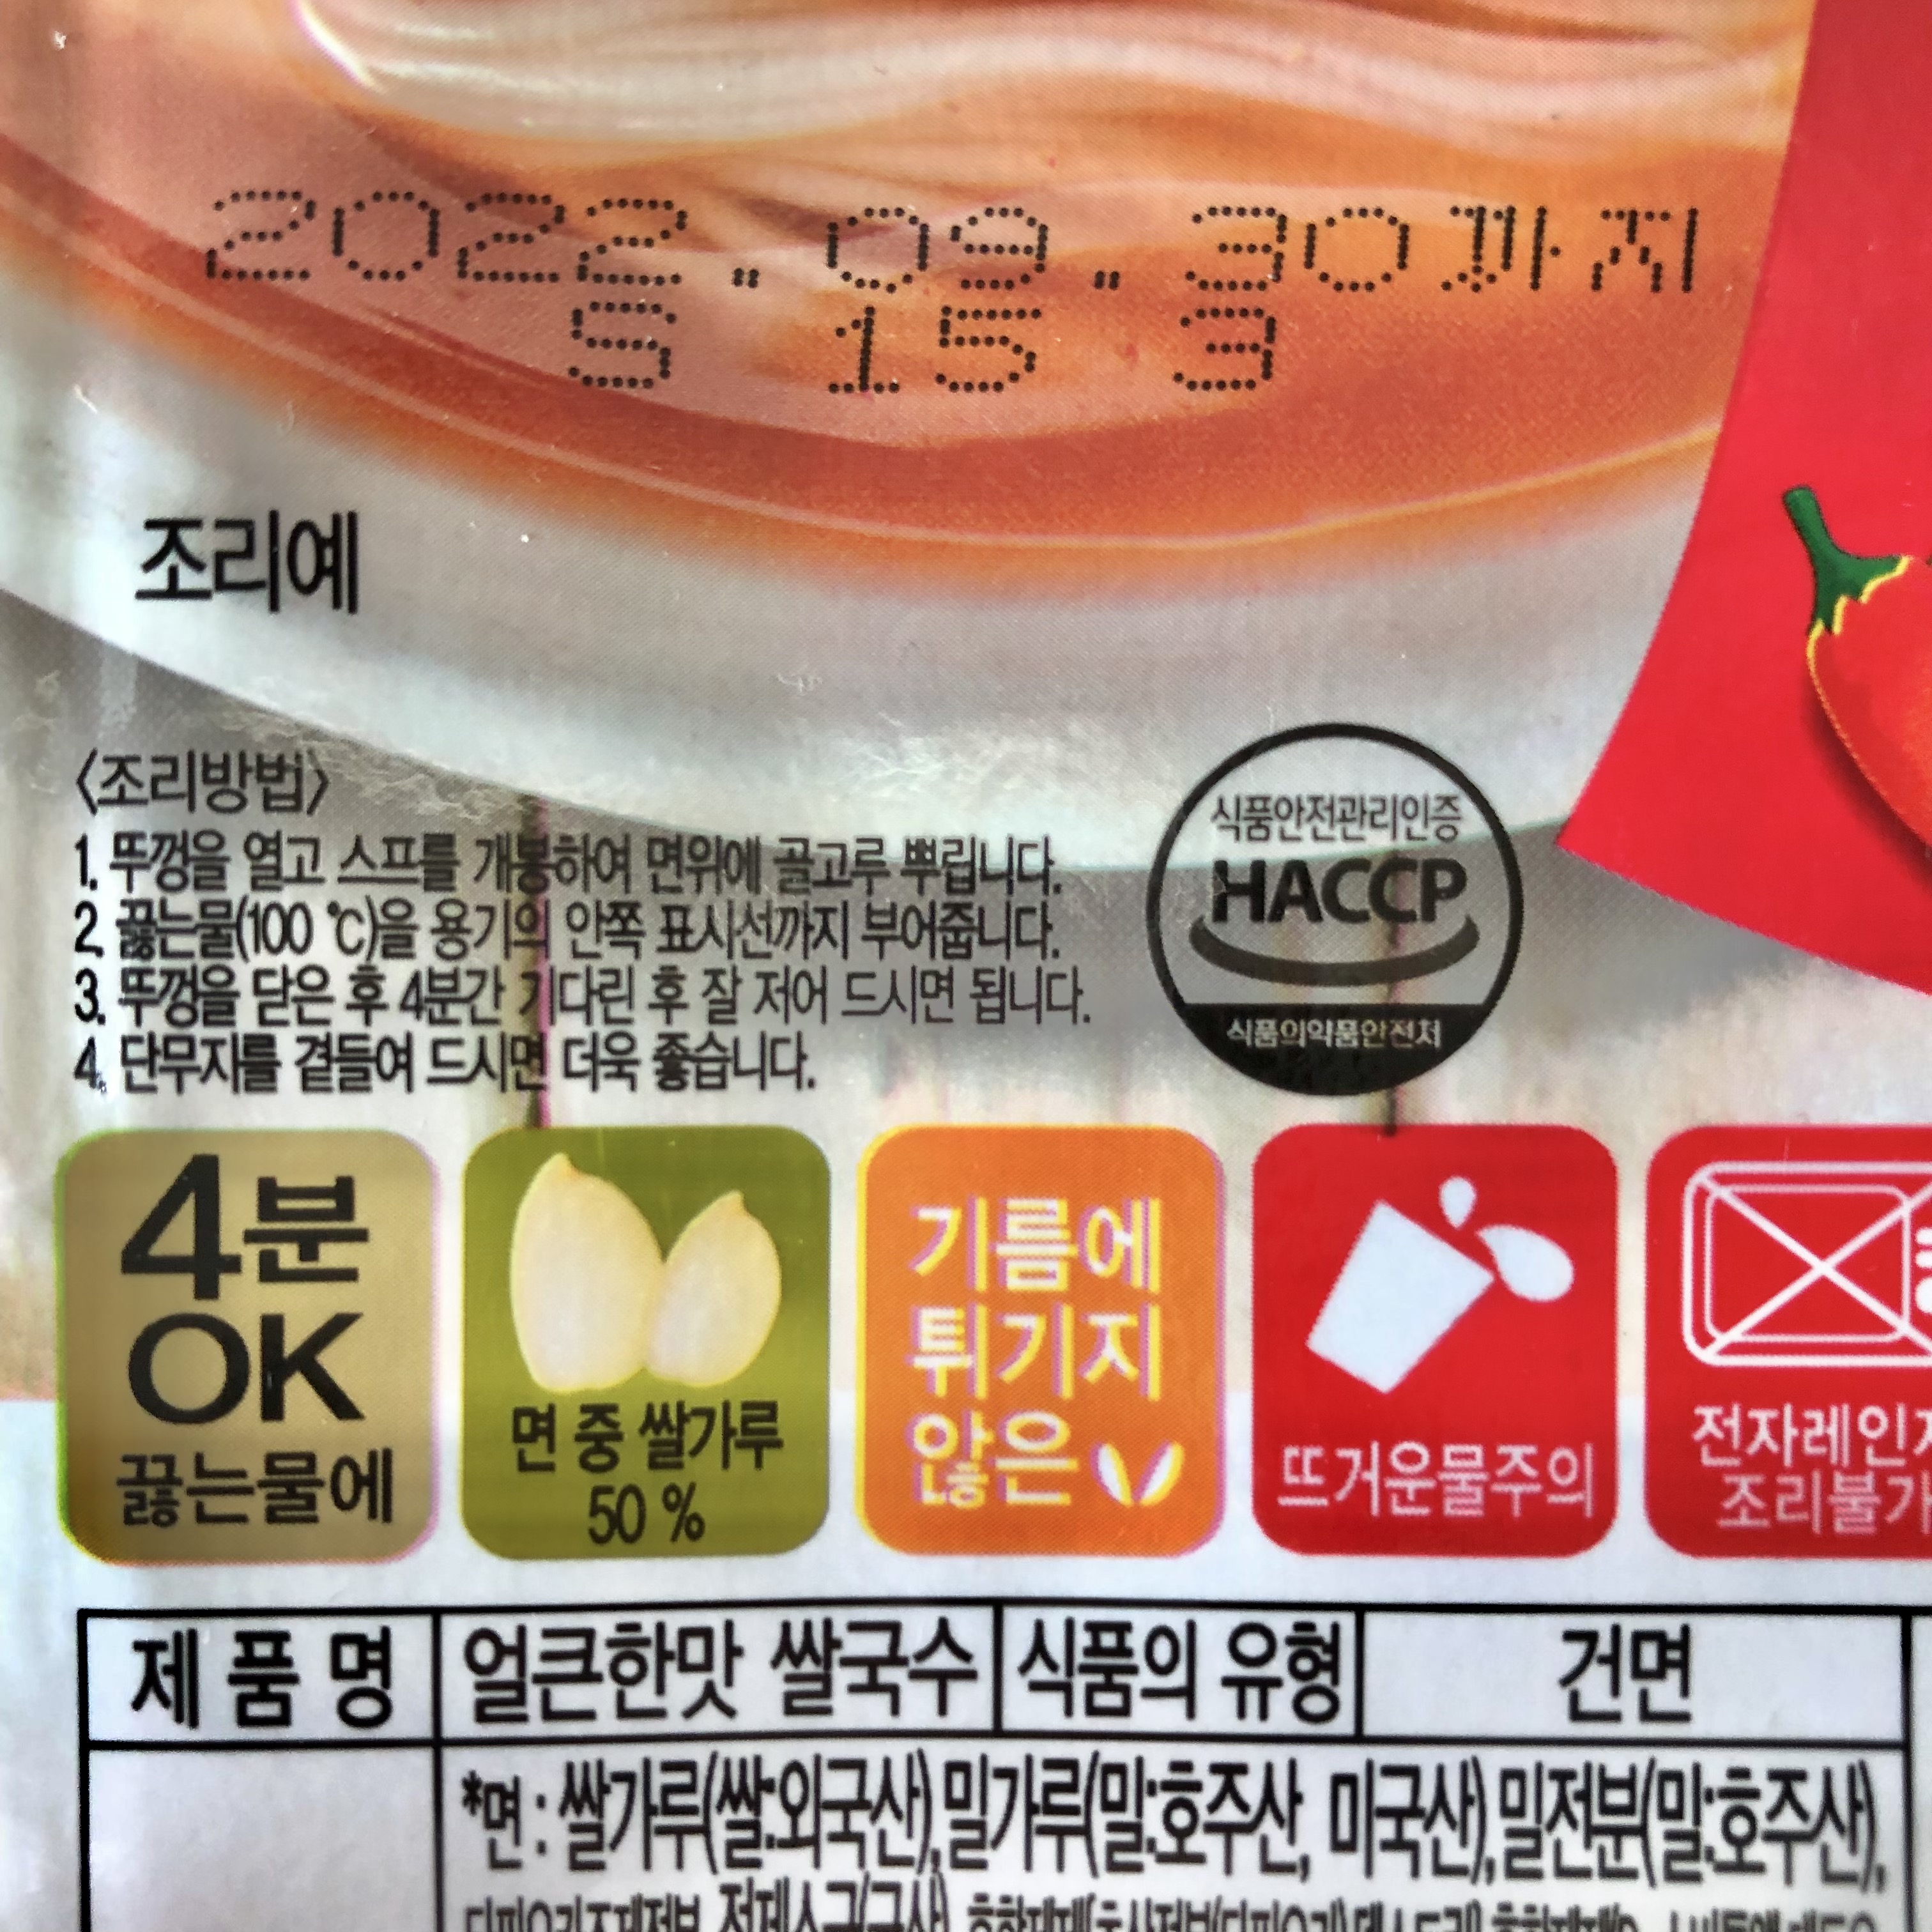 2022.09.30까지
S 15 3
조리예
<조리방법>
1. 뚜껑을 열고 스프를 개봉하여 면위에 골고루 뿌립니다.
2. 끓는물(100 ℃)을 용기의 안쪽 표시선까지 부어줍니다.
3. 뚜껑을 닫은 후 4분간 기다린 후 잘 저어 드시면 됩니다.
4. 단무지를 곁들여 드시면 더욱 좋습니다.
식품안전관리인증
HACCP
식품의약품안전처
4분
OK
끓는물에
면 중 쌀가루
50 %
기름에
튀기지
않은
뜨거운물주의
전자레인
조리불가
제 품 명 얼큰한맛 쌀국수 식품의 유형 건면
*면 : 쌀가루(쌀:외국산),밀가루(밀:호주산, 미국산),밀전분(밀:호주산),